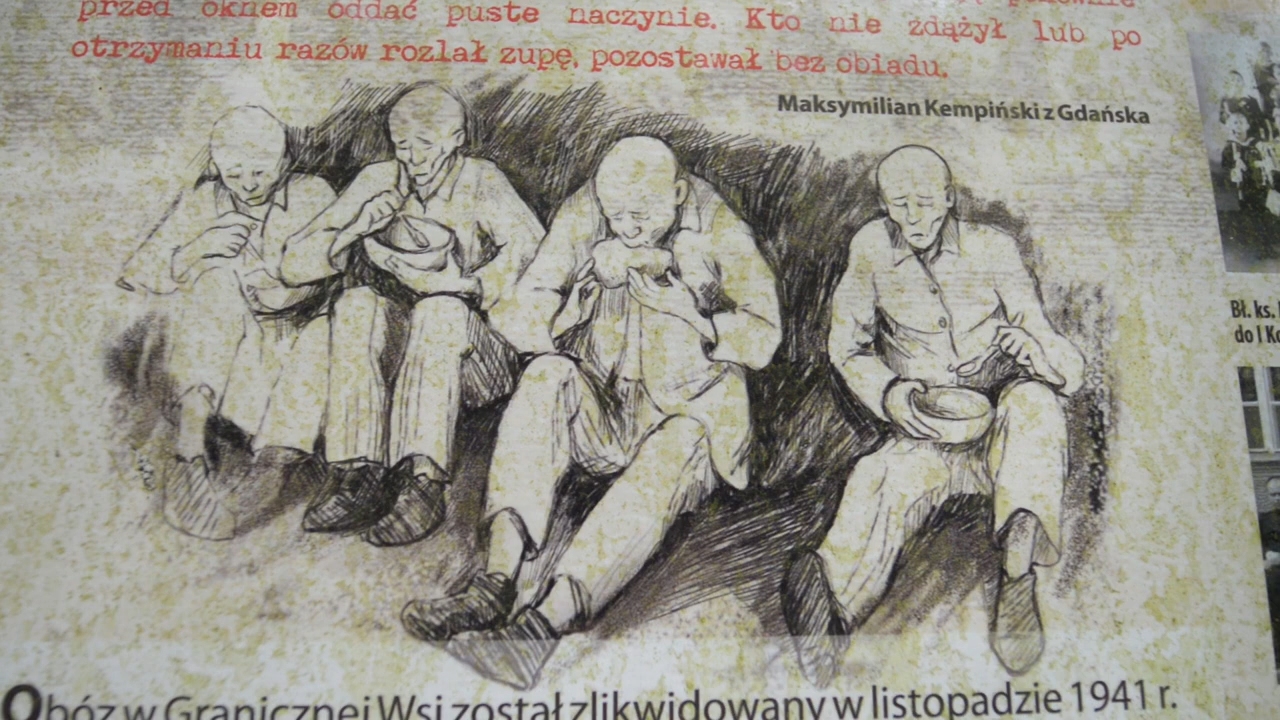 przed oknem oddać puste naczynie. Kto nie zdążył lub po
otrzymaniu razów rozlał zupę, pozostawał bez obiadu.
Maksymilian Kempiński z Gdańska
Bł. ks.
do I
Obóz w Granicznej Wsi został zlikwidowany w listopadzie 1941 r.